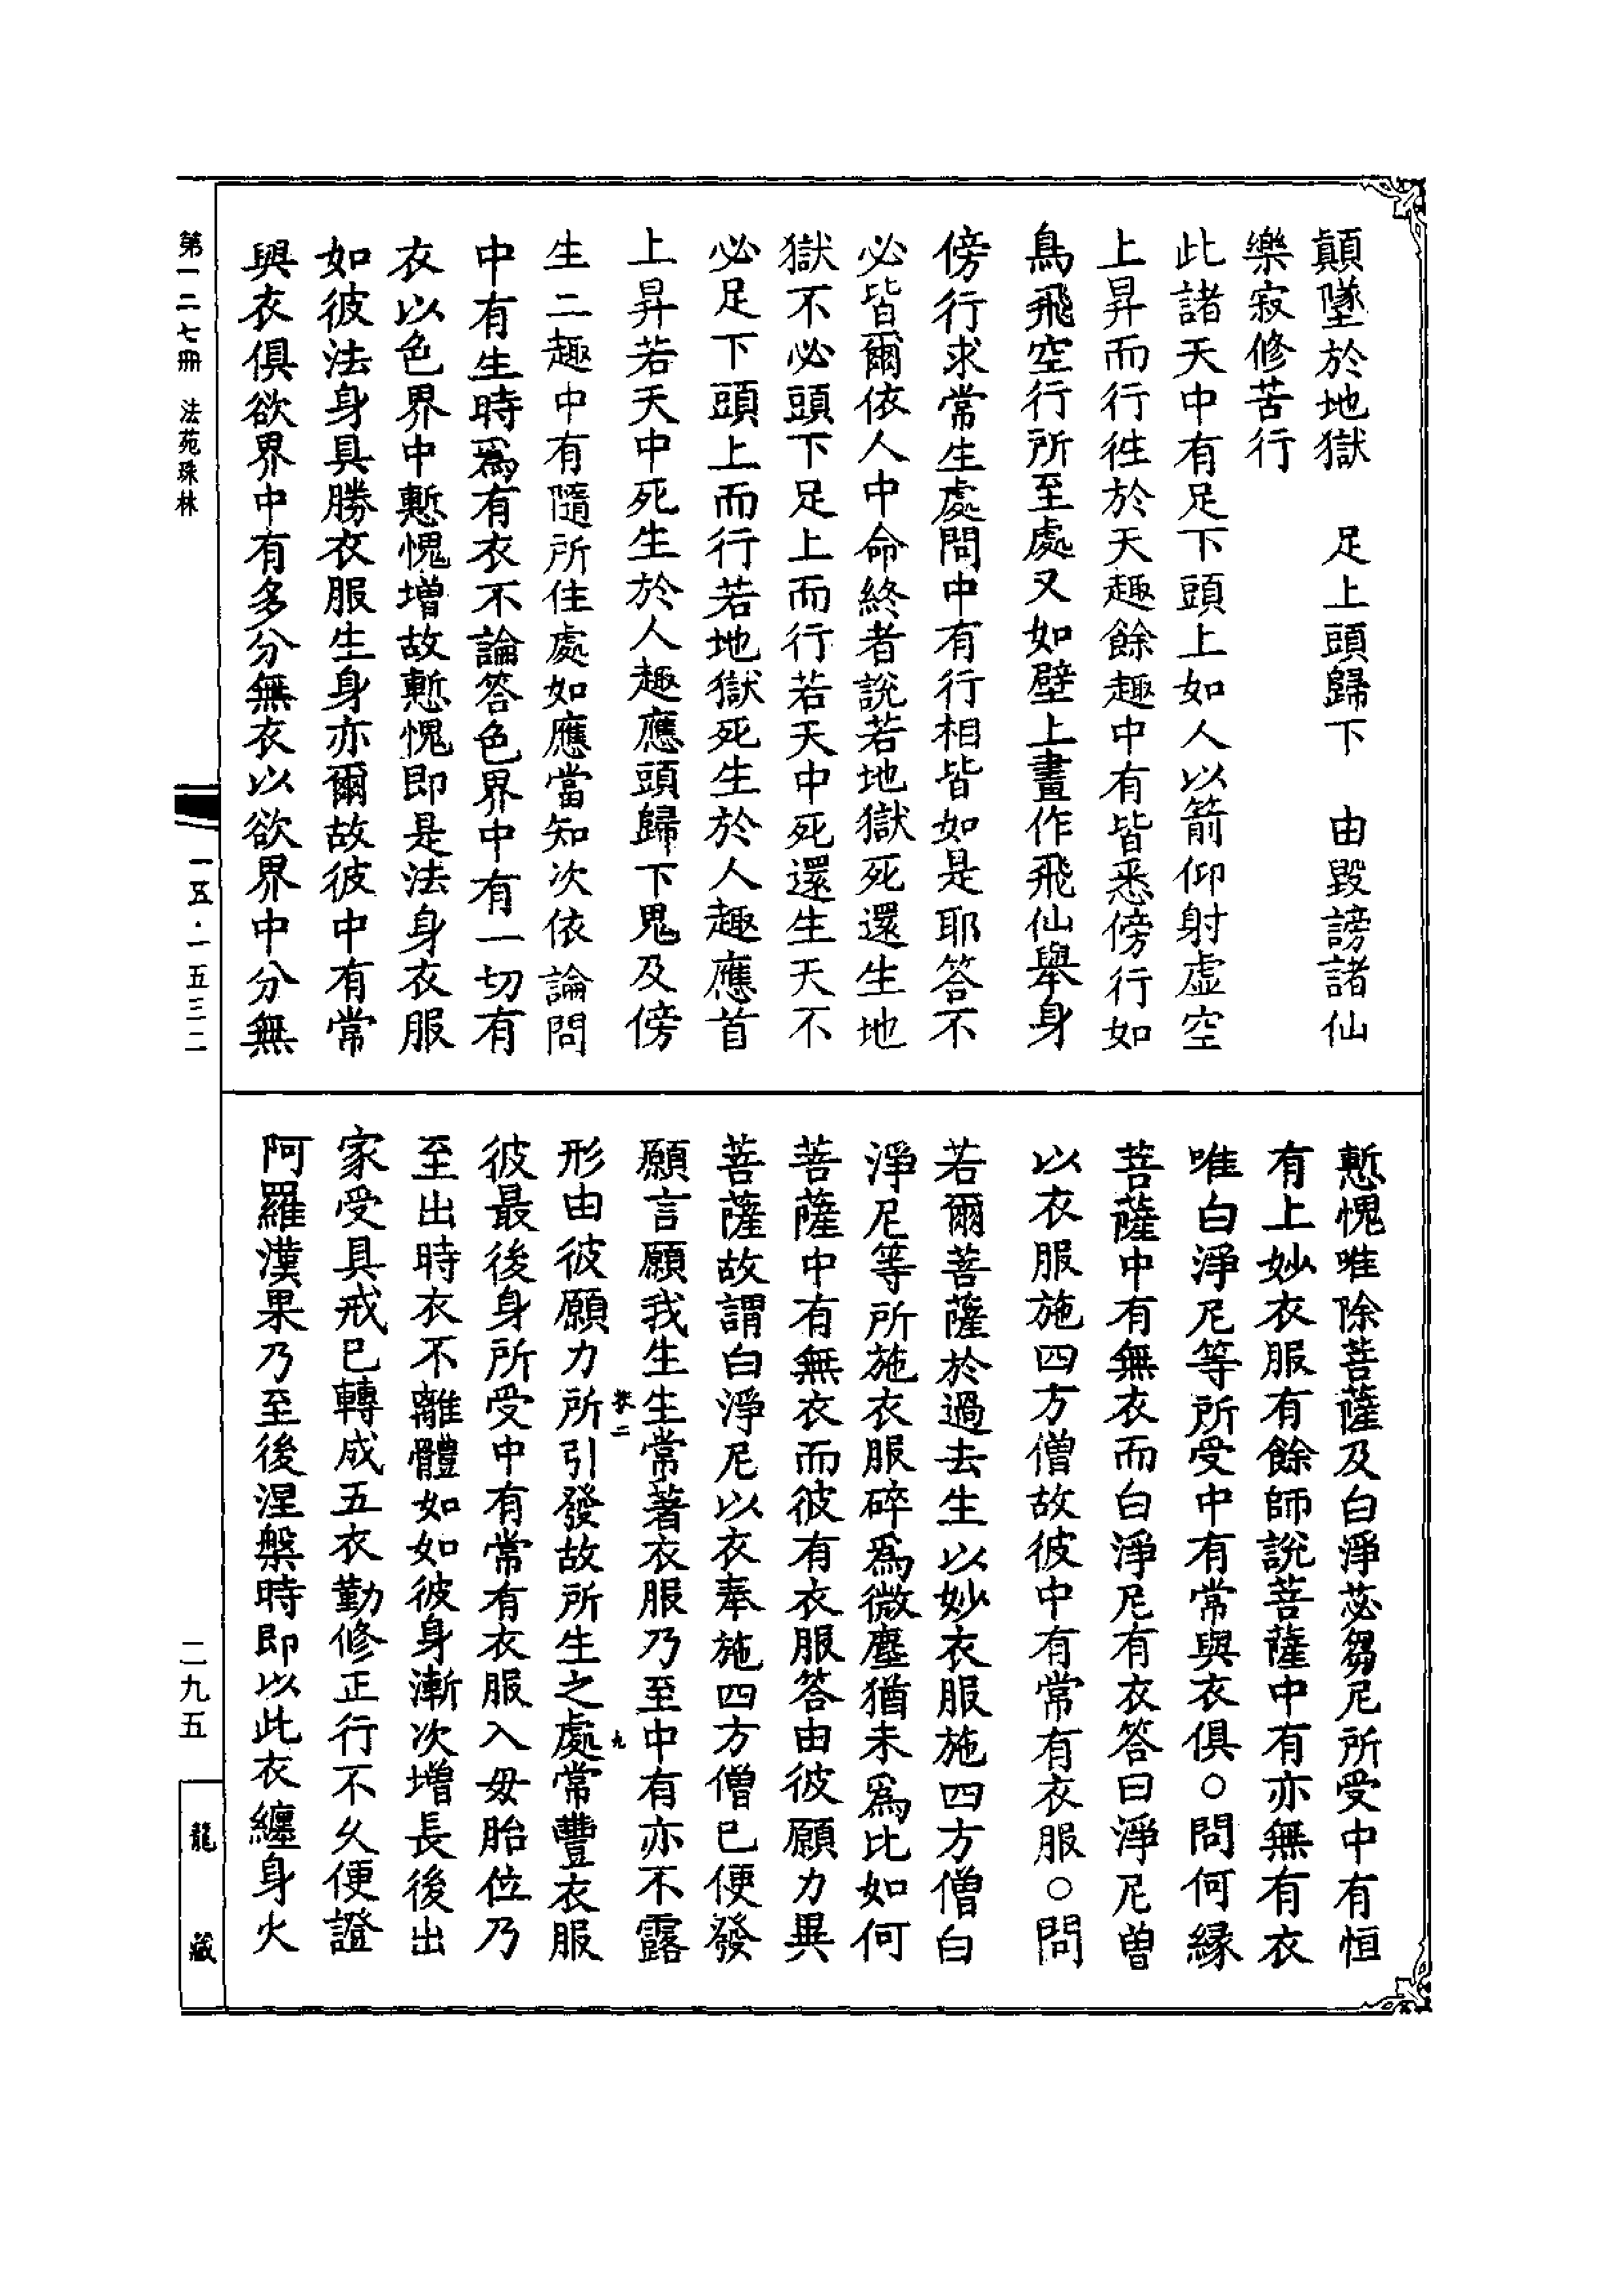 顛墜於地獄　足上頭歸下　由毀謗諸仙
樂寂修苦行
此諸天中有足下頭上如人以箭仰射虛空
上昇而行徃於天趣餘趣中有皆悉傍行如
鳥飛空行所至處又如壁上畫作飛仙舉身
傍行求常生處問中有行相皆如是耶答不
必皆爾依人中命終者說若地獄死還生地
獄不必頭下足上而行若天中死還生天不
必足下頭上而行若地獄死生於人趣應首
上昇若天中死生於人趣應頭歸下鬼及傍
生二趣中有隨所住處如應當知次依論問
中有生時爲有衣不論答色界中有一切有
衣以色界中慙愧增故慙愧即是法身衣服
如彼法身具勝衣服生身亦爾故彼中有常
與衣俱欲界中有多分無衣以欲界中分無
慙愧唯除菩薩及白淨苾芻尼所受中有恒
有上妙衣服有餘師說菩薩中有亦無有衣
唯白淨尼等所受中有常與衣俱○問何緣
菩薩中有無衣而白淨尼有衣答曰淨尼曾
以衣服施四方僧故彼中有常有衣服○問
若爾菩薩於過去生以妙衣服施四方僧白
淨尼等所施衣服碎爲微塵猶未爲比如何
菩薩中有無衣而彼有衣服答由彼願力異
菩薩故謂白淨尼以衣奉施四方僧已便發
願言願我生生常著衣服乃至中有亦不露
形由彼願力所引發故所生之處常豐衣服
彼最後身所受中有常有衣服入母胎位乃
至出時衣不離體如如彼身漸次增長後出
家受具戒已轉成五衣勤修正行不久便證
阿羅漢果乃至後涅槃時即以此衣纏身火
第一二七冊　法苑珠林
一五·一五三二
二九五
龍藏